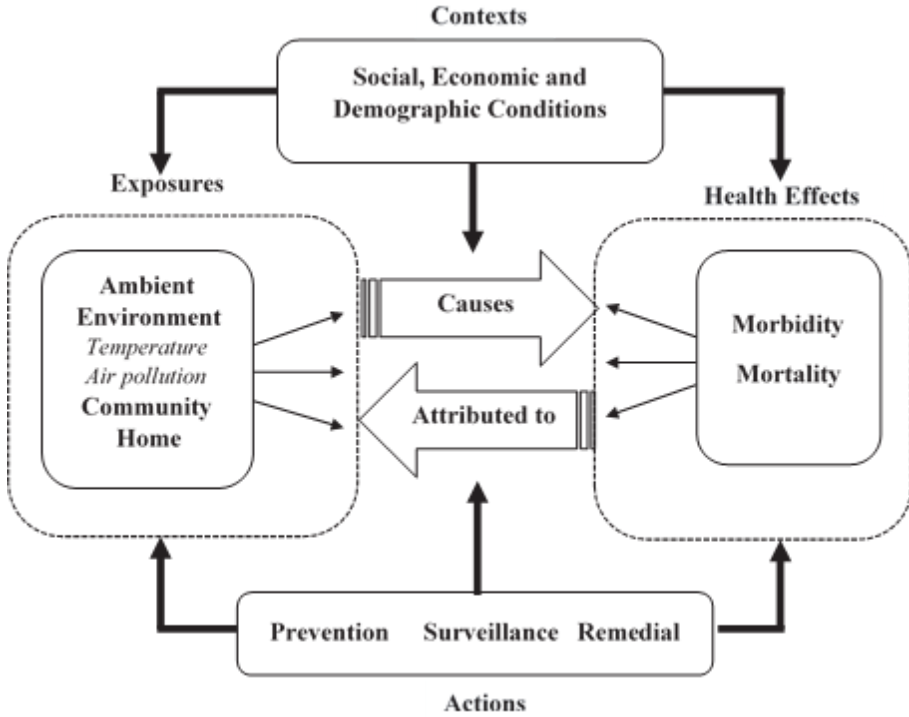 Contexts
Social, Economic and
Demographic Conditions
Exposures
Health Effects
Ambient
Environment
Temperature
Air pollution
Community
Home
Causes
Attributed to
Morbidity
Mortality
Prevention Surveillance Remedial
Actions